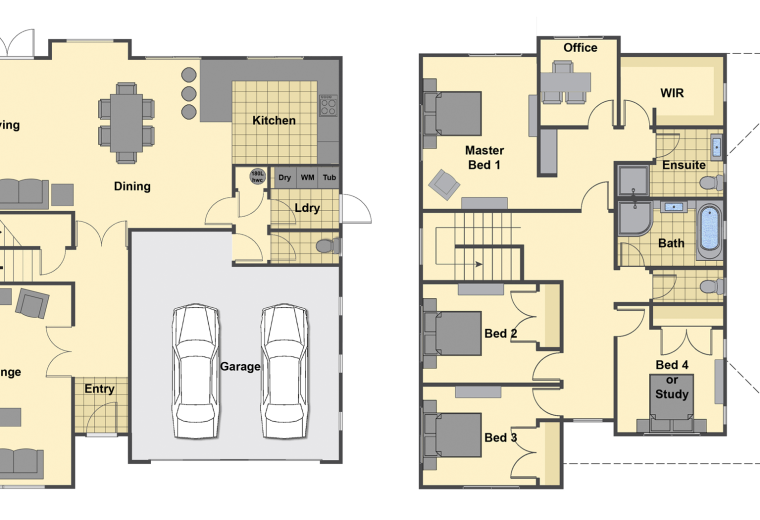 Office
WIR
Kitchen
ving
Master
Bed 1
Ensuite
Dining
180L
hwc
Dry
WM
Tub
Ldry
Bath
Bed 2
Garage
nge
Entry
Bed 4
or
Study
Bed 3